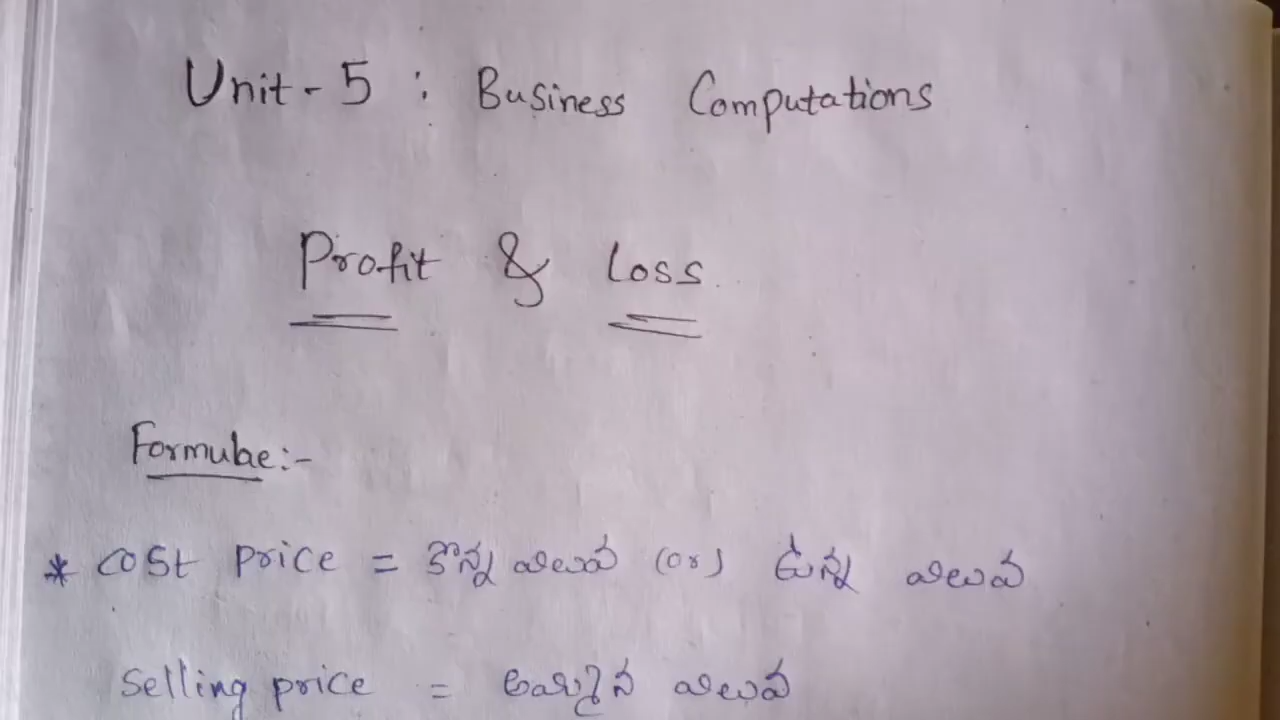 Unit - 5 : Business Computations
Profit & Loss
Formulae:-
* Cost price = కొన్న విలువ (or) ఉన్న విలువ
Selling price = అమ్మిన విలువ